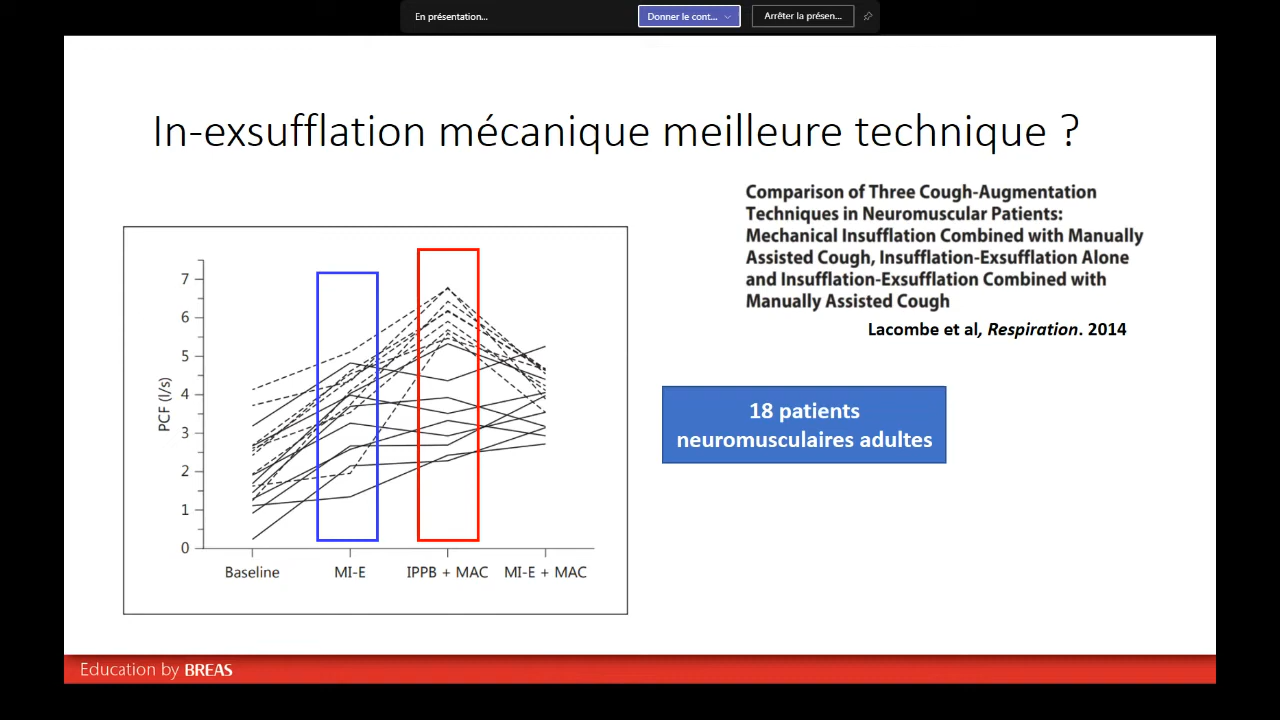 En présentation...
Donner le cont...
Arrêter la présen...
In-exsufflation mécanique meilleure technique ?
Comparison of Three Cough-Augmentation
Techniques in Neuromuscular Patients:
Mechanical Insufflation Combined with Manually
Assisted Cough, Insufflation-Exsufflation Alone
and Insufflation-Exsufflation Combined with
Manually Assisted Cough
Lacombe et al, Respiration. 2014
PCF (l/s)
7
6
5
4
3
2
1
0
Baseline
MI-E
IPPB + MAC
MI-E + MAC
18 patients
neuromusculaires adultes
Education by BREAS